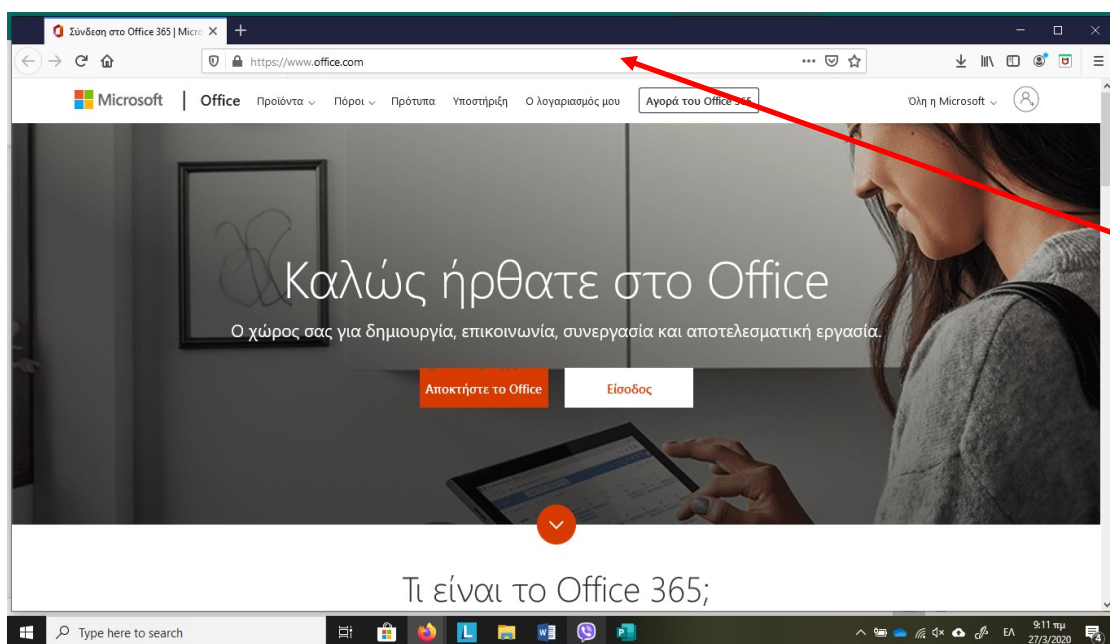 Σύνδεση στο Office 365 | Micro
https://www.office.com
Microsoft | Office Προϊόντα Πόροι Πρότυπα Υποστήριξη Ο λογαριασμός μου Αγορά του Office 365 Όλη η Microsoft
Καλώς ήρθατε στο Office
Ο χώρος σας για δημιουργία, επικοινωνία, συνεργασία και αποτελεσματική εργασία.
Αποκτήστε το Office Είσοδος
Τι είναι το Office 365;
Type here to search
ΕΛ
9:11 πμ
27/3/2020